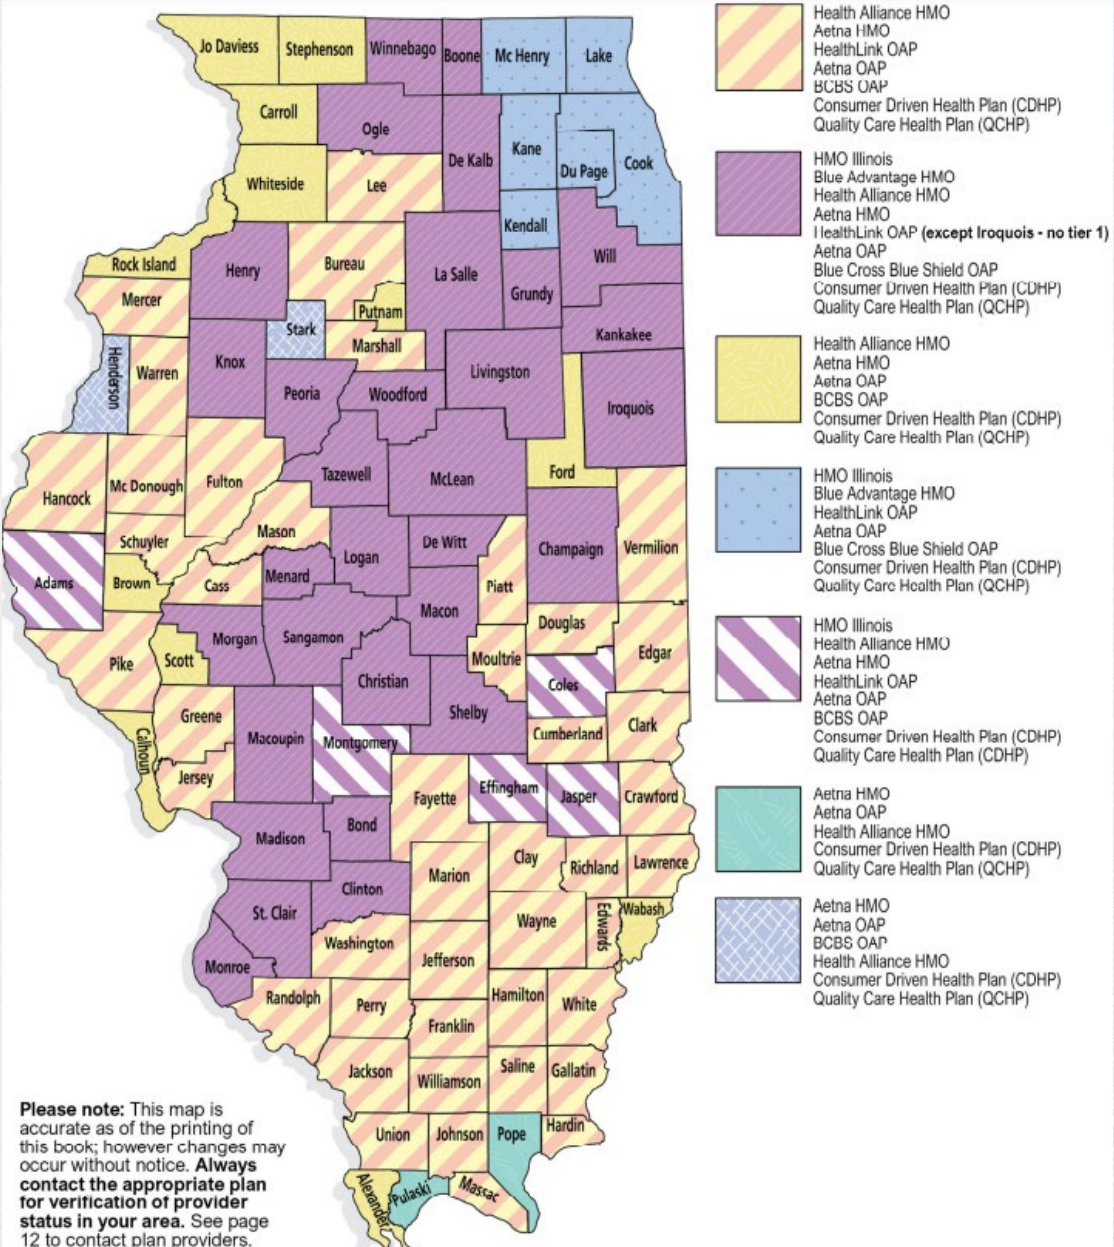 Jo Daviess
Stephenson
Winnebago
Boone
Mc Henry
Lake
Carroll
Ogle
De Kalb
Kane
Du Page
Cook
Whiteside
Lee
Kendall
Rock Island
Henry
Bureau
La Salle
Will
Mercer
Putnam
Grundy
Stark
Marshall
Kankakee
Henderson
Warren
Knox
Peoria
Woodford
Livingston
Iroquois
Hancock
Mc Donough
Fulton
Tazewell
McLean
Ford
Schuyler
Mason
Logan
De Witt
Champaign
Vermilion
Adams
Brown
Cass
Menard
Piatt
Macon
Douglas
Pike
Scott
Morgan
Sangamon
Moultrie
Edgar
Christian
Coles
Greene
Shelby
Calhoun
Macoupin
Montgomery
Cumberland
Clark
Jersey
Fayette
Effingham
Jasper
Crawford
Madison
Bond
Clay
Richland
Lawrence
Marion
Clinton
St. Clair
Wayne
Edwards
Wabash
Washington
Jefferson
Monroe
Randolph
Perry
Hamilton
White
Franklin
Jackson
Williamson
Saline
Gallatin
Union
Johnson
Pope
Hardin
Alexander
Pulaski
Massac
Health Alliance HMO
Aetna HMO
HealthLink OAP
Aetna OAP
BCBS OAP
Consumer Driven Health Plan (CDHP)
Quality Care Health Plan (QCHP)
HMO Illinois
Blue Advantage HMO
Health Alliance HMO
Aetna HMO
HealthLink OAP (except Iroquois - no tier 1)
Aetna OAP
Blue Cross Blue Shield OAP
Consumer Driven Health Plan (CDHP)
Quality Care Health Plan (QCHP)
Health Alliance HMO
Aetna HMO
Aetna OAP
BCBS OAP
Consumer Driven Health Plan (CDHP)
Quality Care Health Plan (QCHP)
HMO Illinois
Blue Advantage HMO
HealthLink OAP
Aetna OAP
Blue Cross Blue Shield OAP
Consumer Driven Health Plan (CDHP)
Quality Care Health Plan (QCHP)
HMO Illinois
Health Alliance HMO
Aetna HMO
HealthLink OAP
Aetna OAP
BCBS OAP
Consumer Driven Health Plan (CDHP)
Quality Care Health Plan (CDHP)
Aetna HMO
Aetna OAP
Health Alliance HMO
Consumer Driven Health Plan (CDHP)
Quality Care Health Plan (QCHP)
Aetna HMO
Aetna OAP
BCBS OAP
Health Alliance HMO
Consumer Driven Health Plan (CDHP)
Quality Care Health Plan (QCHP)
Please note: This map is
accurate as of the printing of
this book; however changes may
occur without notice. Always
contact the appropriate plan
for verification of provider
status in your area. See page
12 to contact plan providers.